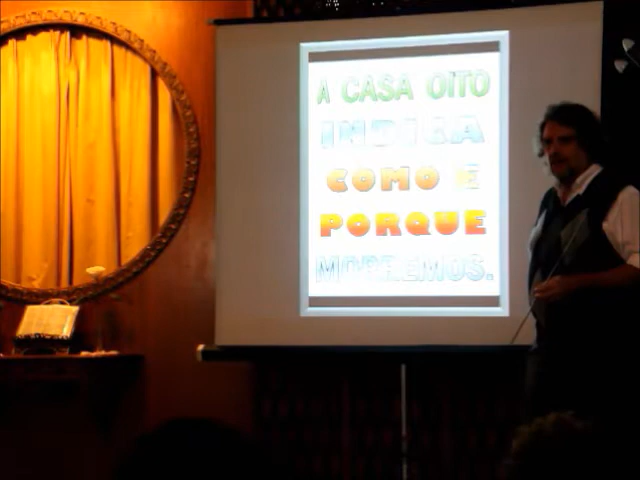 A CASA OITO
INDICA
COMO E
PORQUE
MORREMOS.